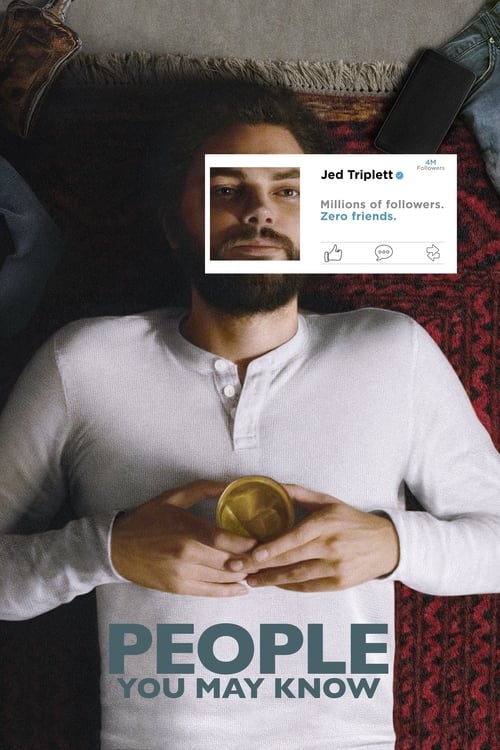 4M
Followers
Jed Triplett
Millions of followers.
Zero friends.
PEOPLE
YOU MAY KNOW